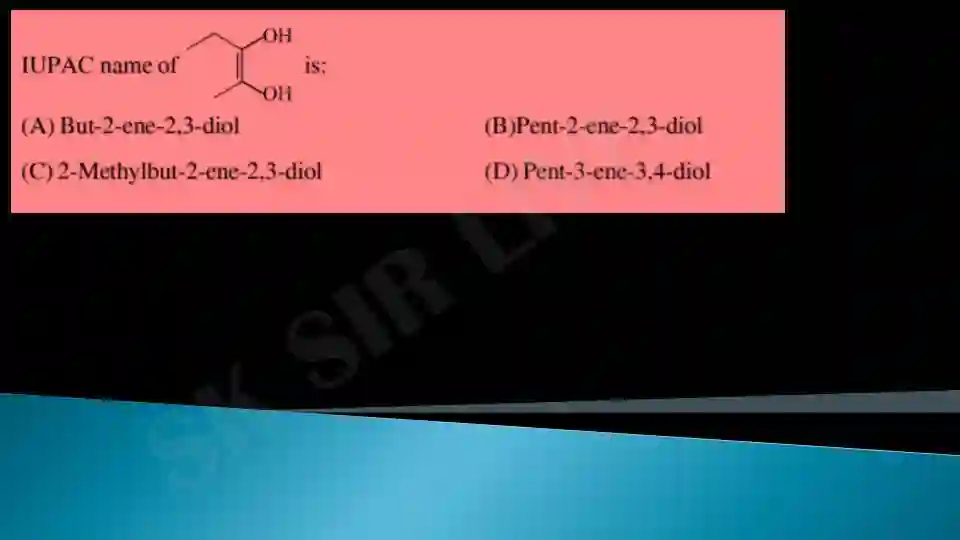 OH
IUPAC name of is:
OH
(A) But-2-ene-2,3-diol (B)Pent-2-ene-2,3-diol
(C) 2-Methylbut-2-ene-2,3-diol (D) Pent-3-ene-3,4-diol
SK SIR